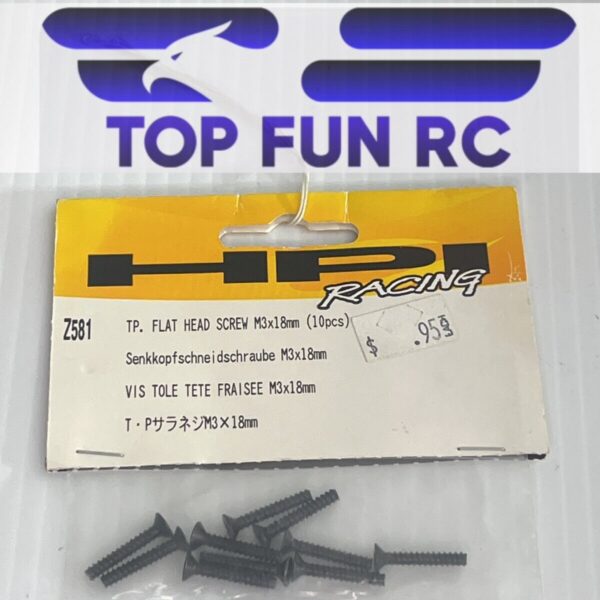 TOP FUN RC
HPI
RACING
Z581
TP. FLAT HEAD SCREW M3x18mm (10pcs)
$ .95
Senkkopfschneidschraube M3x18mm
VIS TOLE TETE FRAISEE M3x18mm
T・PサラネジM3×18mm